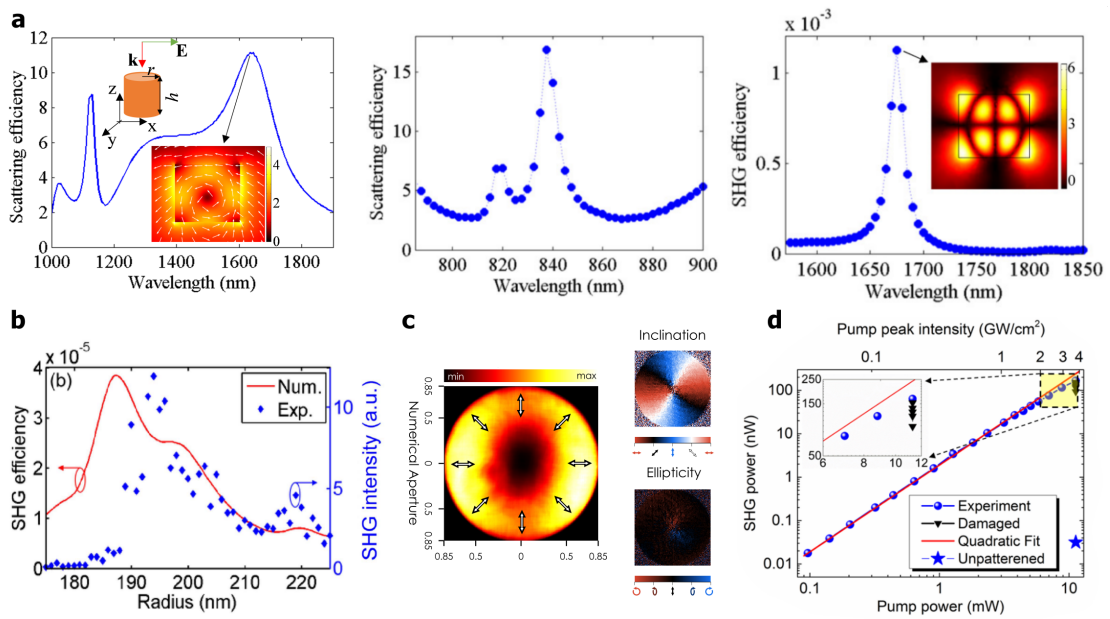 a
12
10
8
6
4
2
0
Scattering efficiency
1000 1200 1400 1600 1800
Wavelength (nm)
k
E
r
h
z
x
y
4
2
0
15
10
5
0
Scattering efficiency
800 820 840 860 880 900
Wavelength (nm)
x 10-3
1
0.5
0
SHG efficiency
1600 1650 1700 1750 1800 1850
Wavelength (nm)
6
3
0
b
x 10-5
(b)
4
3
2
1
0
SHG efficiency
180 190 200 210 220
Radius (nm)
Num.
Exp.
10
5
0
SHG intensity (a.u.)
c
min max
0.85
0.5
0
0.5
0.85
Numerical Aperture
0.85 0.5 0 0.5 0.85
Inclination
Ellipticity
d
Pump peak intensity (GW/cm2)
0.1 1 2 3 4
100
10
1
0.1
0.01
SHG power (nW)
250
150
50
6 8 10 11 12
Experiment
Damaged
Quadratic Fit
Unpatterened
0.1 1 10
Pump power (mW)